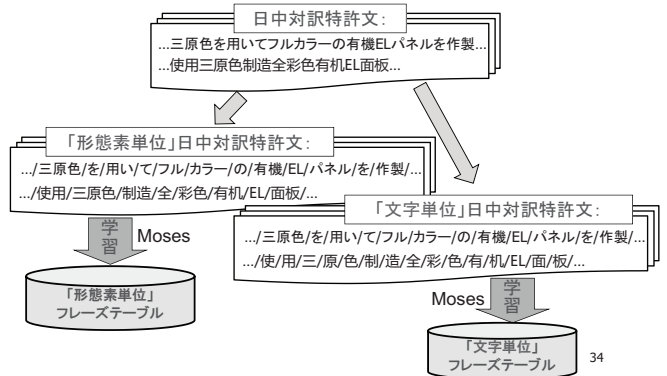 日中対訳特許文:
...三原色を用いてフルカラーの有機ELパネルを作製...
...使用三原色制造全彩色有机EL面板...
「形態素単位」日中対訳特許文:
.../三原色/を/用い/て/フル/カラー/の/有機/EL/パネル/を/作製/...
.../使用/三原色/制造/全/彩色/有机/EL/面板/...
学習
Moses
「形態素単位」
フレーズテーブル
「文字単位」日中対訳特許文:
.../三原色/を/用い/て/フル/カラー/の/有機/EL/パネル/を/作製/...
.../使/用/三/原/色/制/造/全/彩/色/有/机/EL/面/板/...
Moses
学習
「文字単位」
フレーズテーブル
34